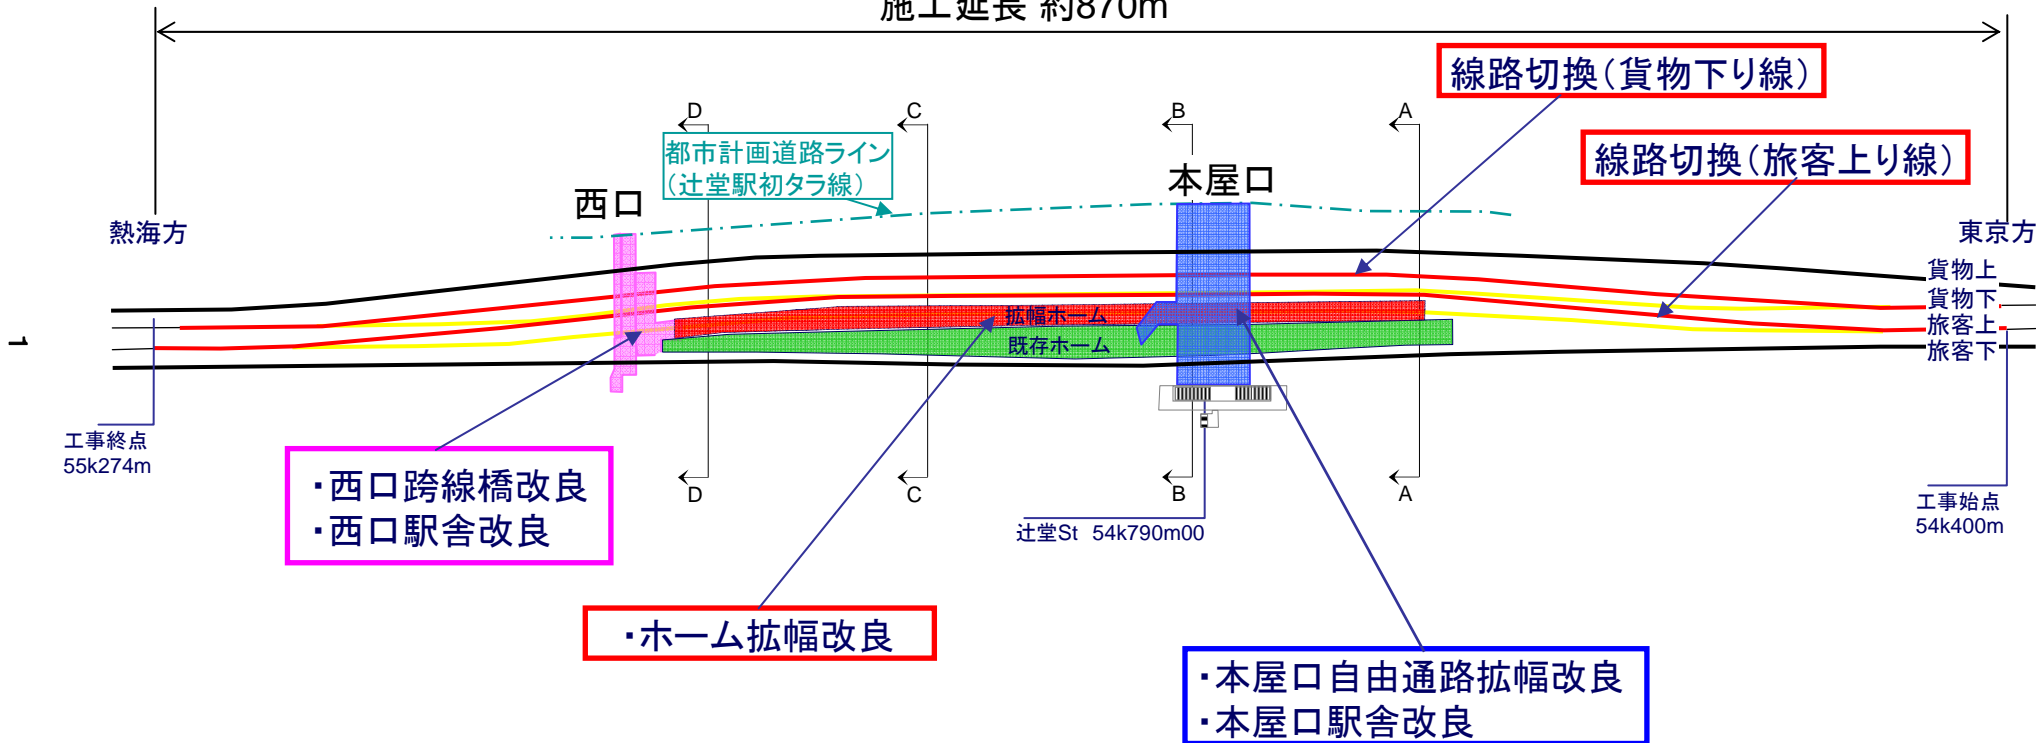 施工延長 約870m
線路切換(貨物下り線)
線路切換(旅客上り線)
D
C
B
A
都市計画道路ライン
(辻堂駅初タラ線)
西口
本屋口
熱海方
東京方
貨物上
貨物下
旅客上
旅客下
拡幅ホーム
既存ホーム
1
工事終点
55k274m
・西口跨線橋改良
・西口駅舎改良
D
C
B
A
辻堂St 54k790m00
工事始点
54k400m
・ホーム拡幅改良
・本屋口自由通路拡幅改良
・本屋口駅舎改良